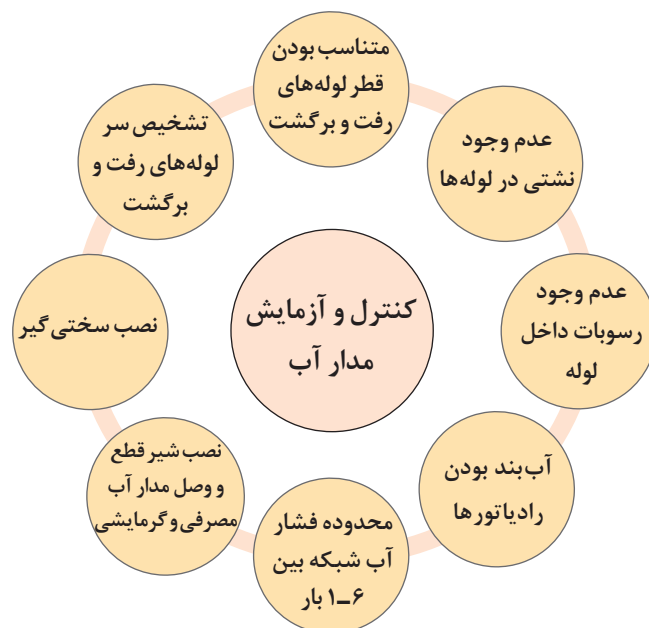 کنترل و آزمایش
مدار آب
متناسب بودن
قطر لوله‌های
رفت و برگشت
عدم وجود
نشتی در لوله‌ها
عدم وجود
رسوبات داخل
لوله
آب‌بند بودن
رادیاتورها
محدوده فشار
آب شبکه بین
۶ـ۱ بار
نصب شیر قطع
و وصل مدار آب
مصرفی و گرمایشی
نصب سختی گیر
تشخیص سر
لوله‌های رفت و
برگشت